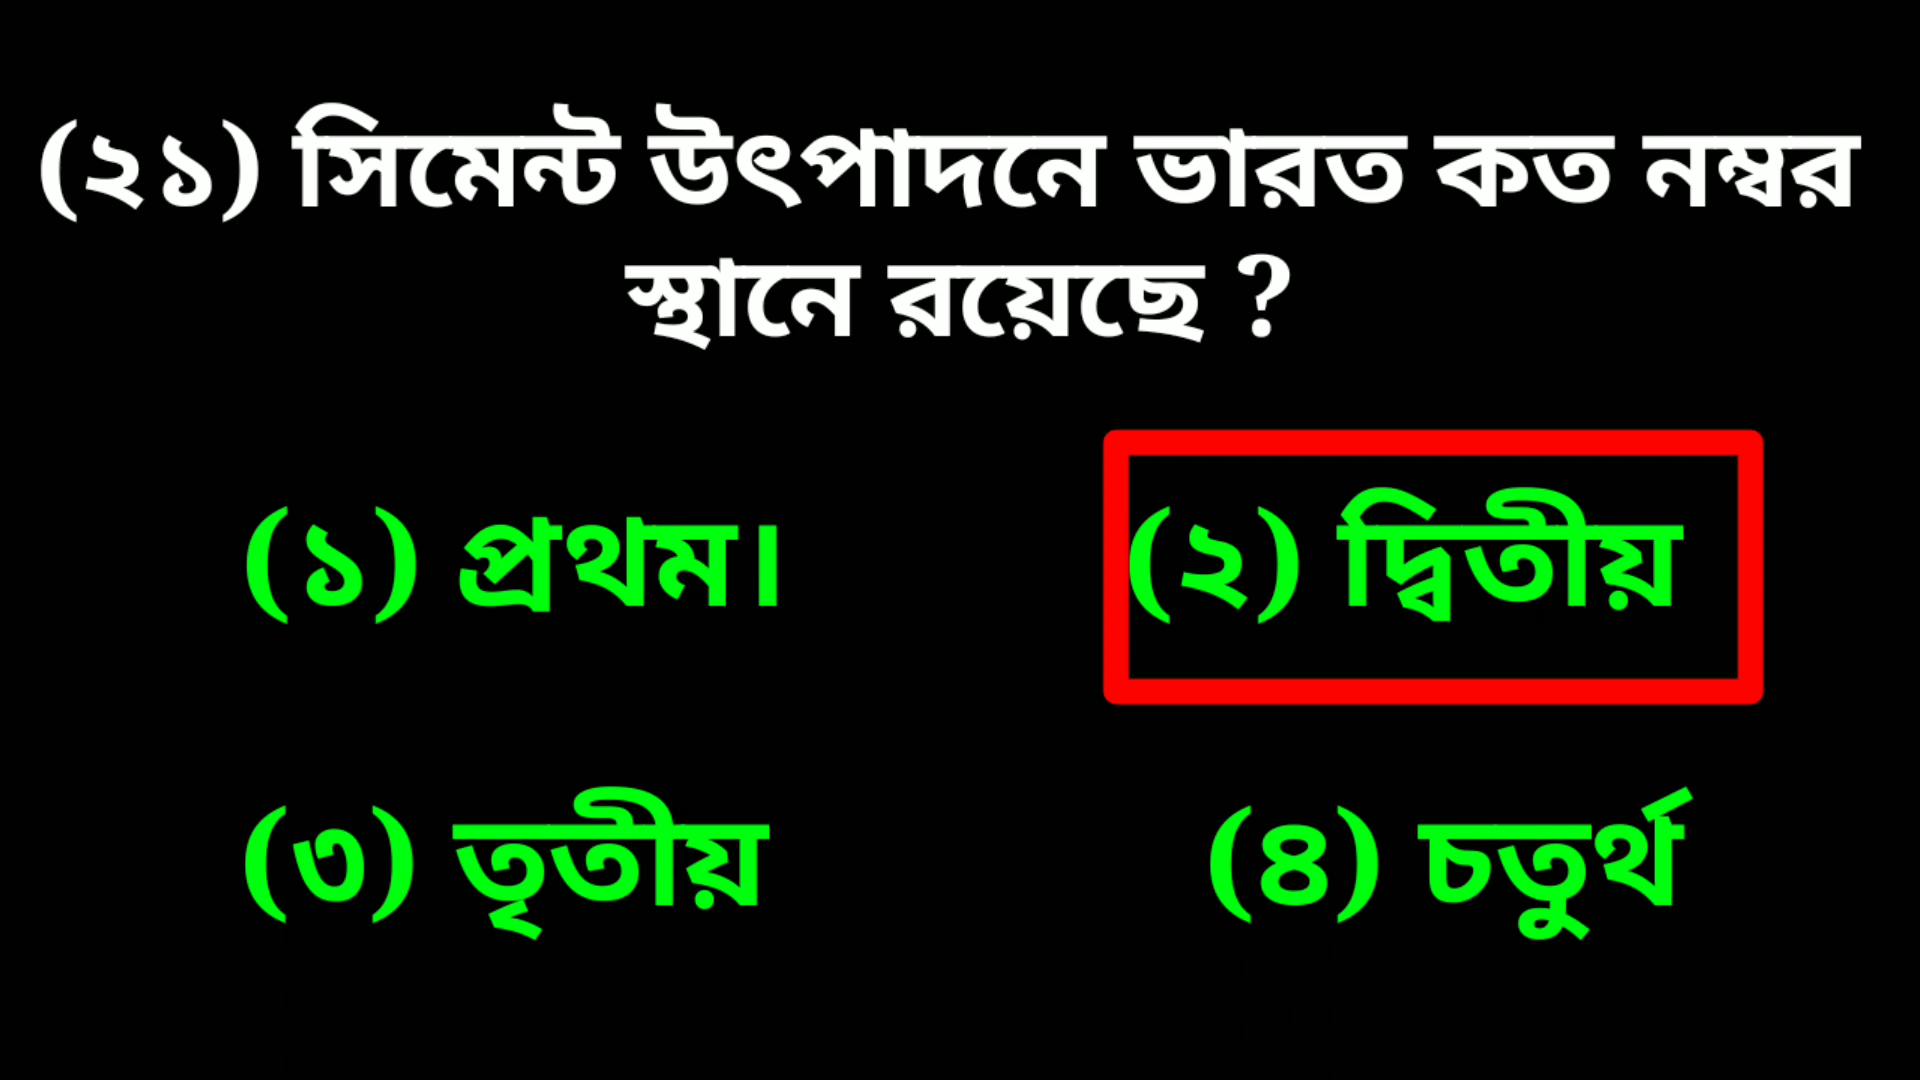 (২১) সিমেন্ট উৎপাদনে ভারত কত নম্বর
স্থানে রয়েছে ?
(১) প্রথম। (২) দ্বিতীয়
(৩) তৃতীয় (৪) চতুর্থ